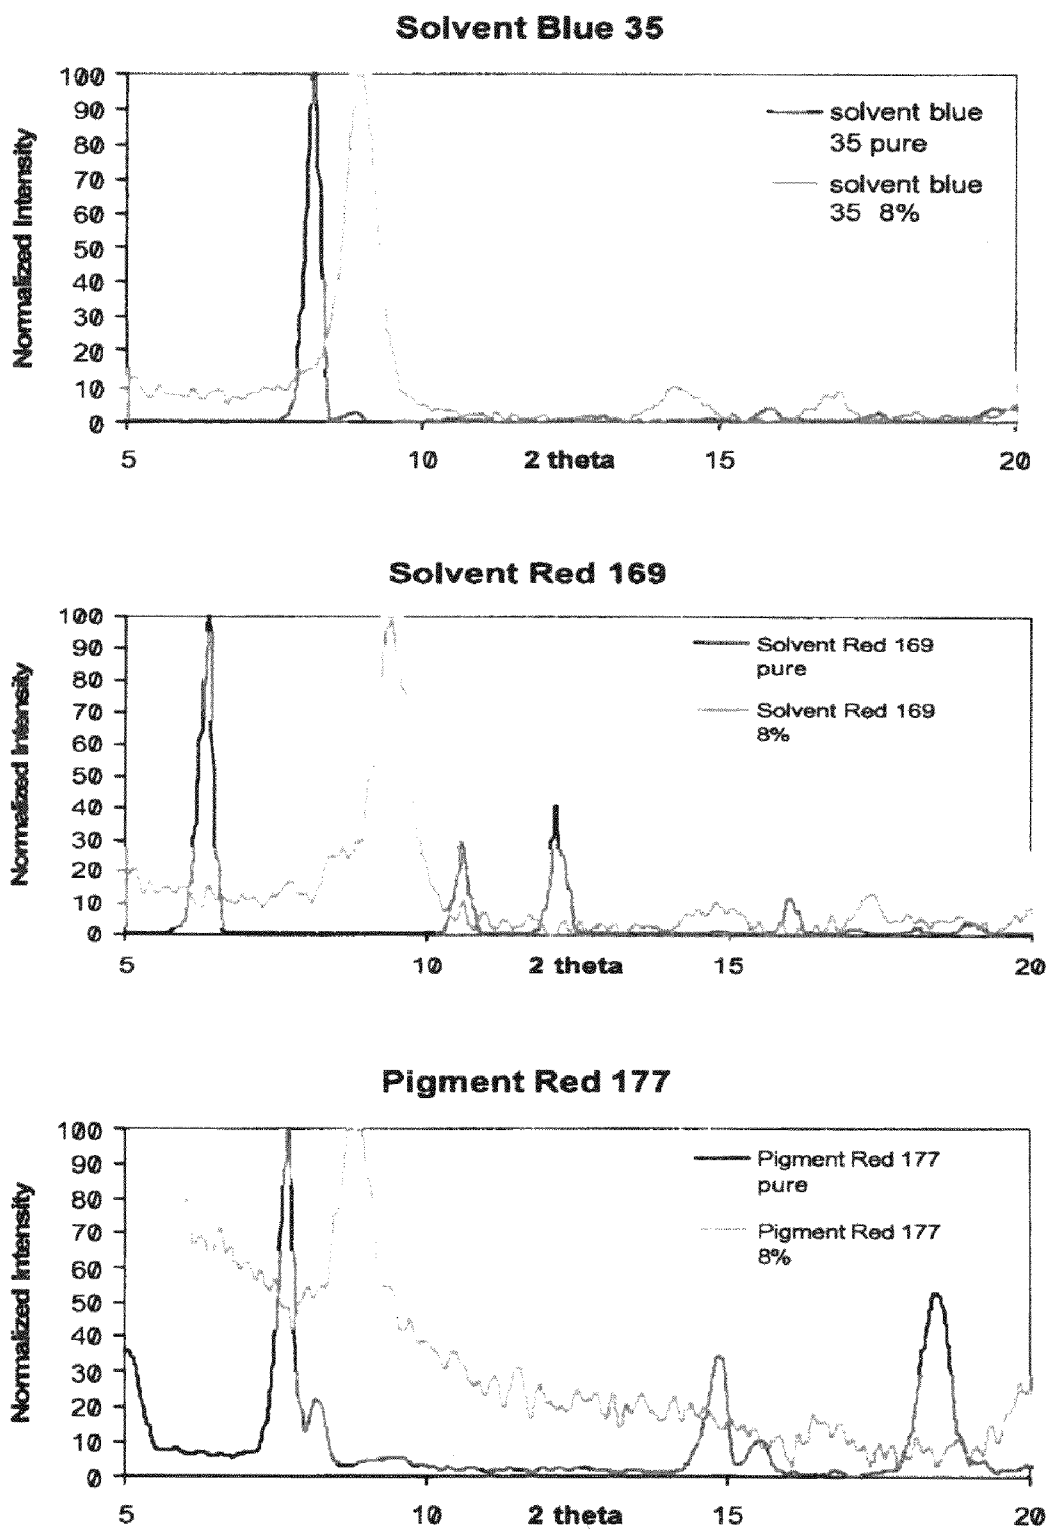 Solvent Blue 35
100
90
80
70
60
50
40
30
20
10
0
Normalized Intensity
solvent blue
35 pure
solvent blue
35 8%
5 10 2 theta 15 20
Solvent Red 169
100
90
80
70
60
50
40
30
20
10
0
Normalized Intensity
Solvent Red 169
pure
Solvent Red 169
8%
5 10 2 theta 15 20
Pigment Red 177
100
90
80
70
60
50
40
30
20
10
0
Normalized Intensity
Pigment Red 177
pure
Pigment Red 177
8%
5 10 2 theta 15 20